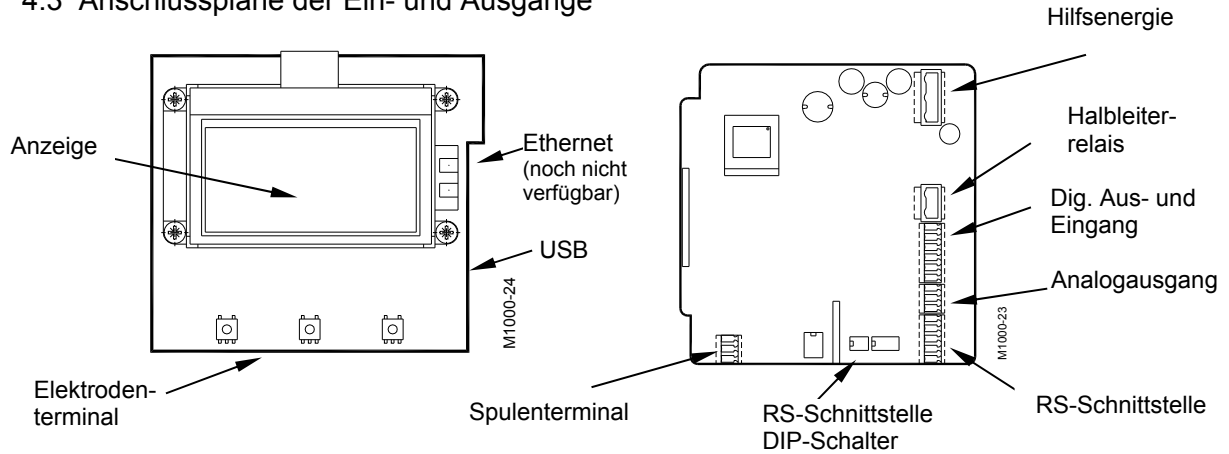 4.3 Anschlusspläne der Ein- und Ausgänge
Hilfsenergie
Anzeige
Ethernet
(noch nicht
verfügbar)
USB
M1000-24
Elektroden-
terminal
Halbleiter-
relais
Dig. Aus- und
Eingang
Analogausgang
M1000-23
RS-Schnittstelle
Spulenterminal
RS-Schnittstelle
DIP-Schalter